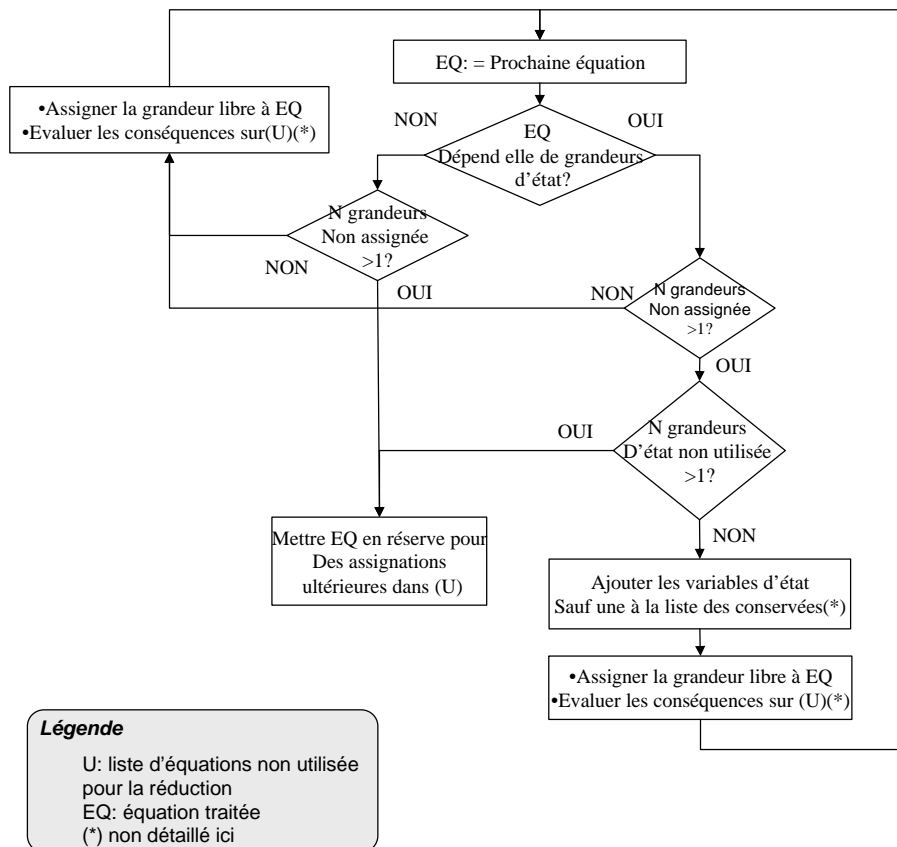 EQ: = Prochaine équation
•Assigner la grandeur libre à EQ
•Evaluer les conséquences sur(U)(*)
NON
OUI
EQ
Dépend elle de grandeurs
d'état?
N grandeurs
Non assignée
>1?
NON
OUI
NON
N grandeurs
Non assignée
>1?
OUI
OUI
N grandeurs
D'état non utilisée
>1?
NON
Mettre EQ en réserve pour
Des assignations
ultérieures dans (U)
Ajouter les variables d'état
Sauf une à la liste des conservées(*)
•Assigner la grandeur libre à EQ
•Evaluer les conséquences sur (U)(*)
Légende
U: liste d'équations non utilisée
pour la réduction
EQ: équation traitée
(*) non détaillé ici